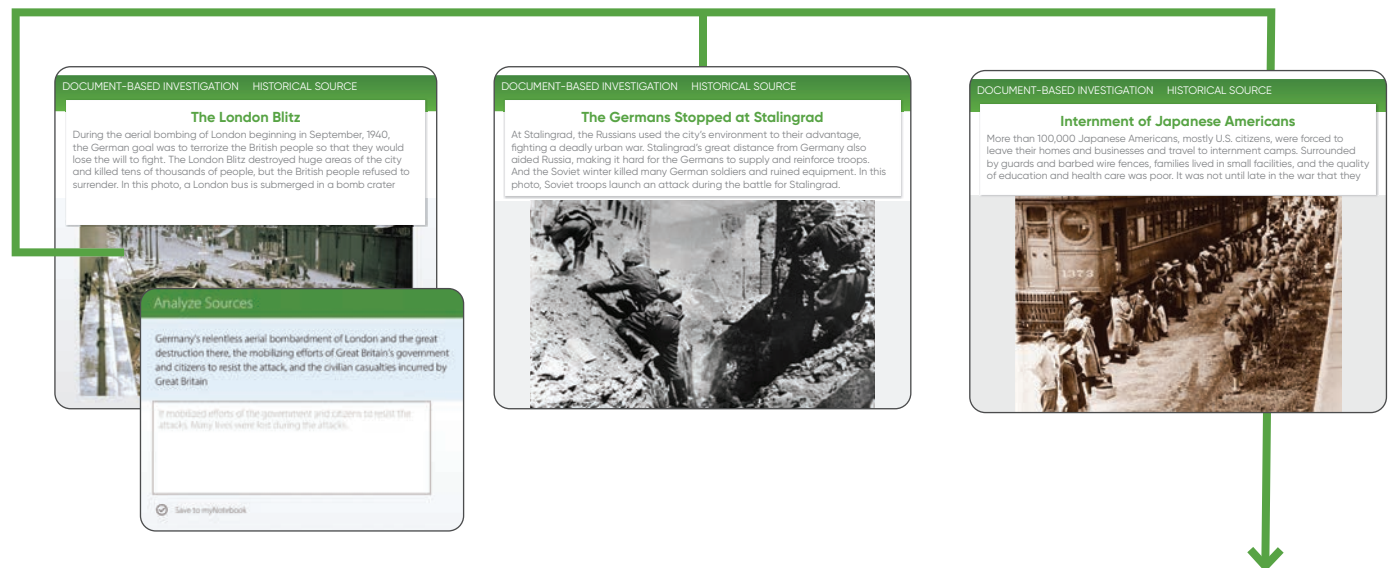 DOCUMENT-BASED INVESTIGATION HISTORICAL SOURCE
The London Blitz
During the aerial bombing of London beginning in September, 1940,
the German goal was to terrorize the British people so that they would
lose the will to fight. The London Blitz destroyed huge areas of the city
and killed tens of thousands of people, but the British people refused to
surrender. In this photo, a London bus is submerged in a bomb crater
Analyze Sources
Germany's relentless aerial bombardment of London and the great
destruction there, the mobilizing efforts of Great Britain's government
and citizens to resist the attack, and the civilian casualties incurred by
Great Britain
It mobilized efforts of the government and citizens to resist the
attacks. Many lives were lost during the attacks.
Save to myNotebook
DOCUMENT-BASED INVESTIGATION HISTORICAL SOURCE
The Germans Stopped at Stalingrad
At Stalingrad, the Russians used the city's environment to their advantage,
fighting a deadly urban war. Stalingrad's great distance from Germany also
aided Russia, making it hard for the Germans to supply and reinforce troops.
And the Soviet winter killed many German soldiers and ruined equipment. In this
photo, Soviet troops launch an attack during the battle for Stalingrad.
DOCUMENT-BASED INVESTIGATION HISTORICAL SOURCE
Internment of Japanese Americans
More than 100,000 Japanese Americans, mostly U.S. citizens, were forced to
leave their homes and businesses and travel to internment camps. Surrounded
by guards and barbed wire fences, families lived in small facilities, and the quality
of education and health care was poor. It was not until late in the war that they
1373